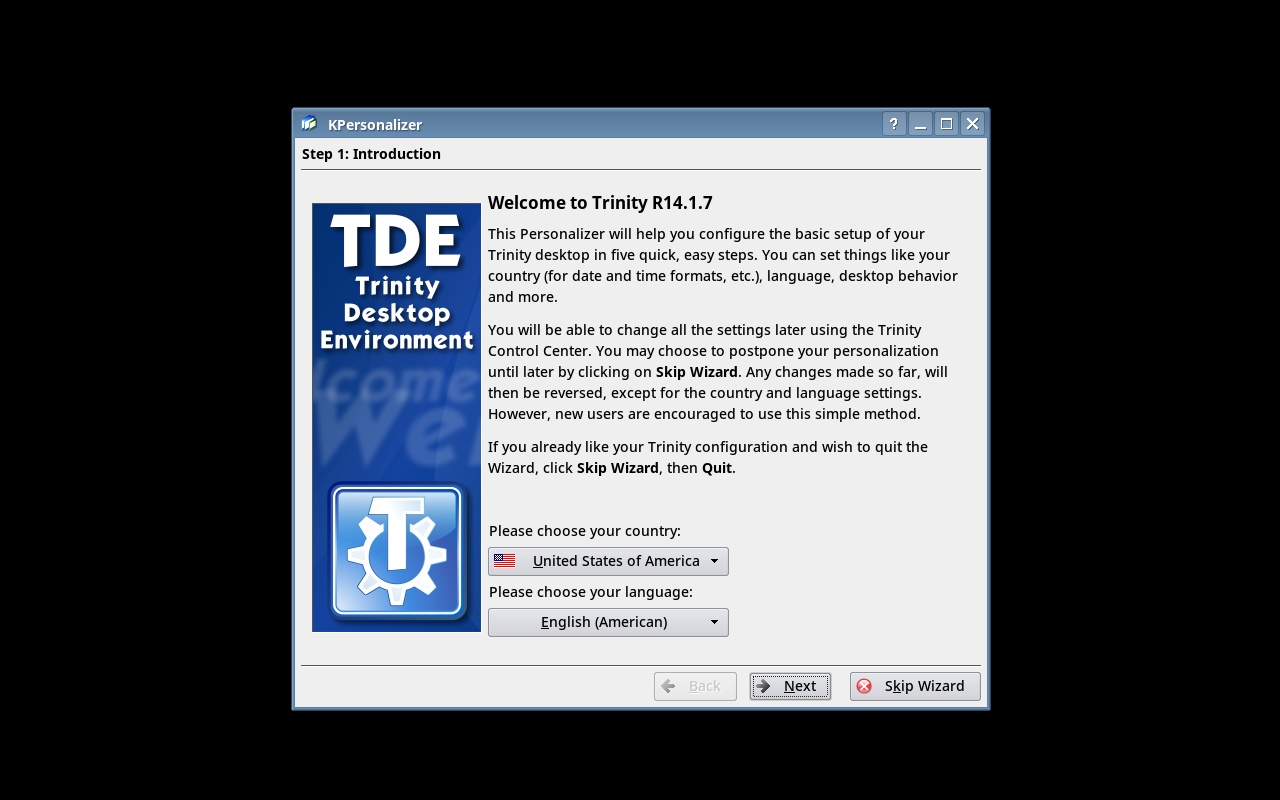 KPersonalizer
?
Step 1: Introduction
TDE
Trinity
Desktop
Environment
lcome
Wel
T
Welcome to Trinity R14.1.7
This Personalizer will help you configure the basic setup of your
Trinity desktop in five quick, easy steps. You can set things like your
country (for date and time formats, etc.), language, desktop behavior
and more.
You will be able to change all the settings later using the Trinity
Control Center. You may choose to postpone your personalization
until later by clicking on Skip Wizard. Any changes made so far, will
then be reversed, except for the country and language settings.
However, new users are encouraged to use this simple method.
If you already like your Trinity configuration and wish to quit the
Wizard, click Skip Wizard, then Quit.
Please choose your country:
United States of America
Please choose your language:
English (American)
Back
Next
Skip Wizard